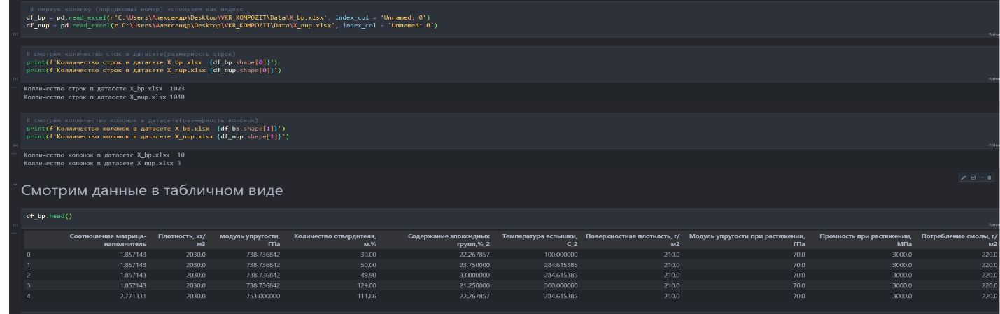 # первую колонку (порядковый номер) использем как индекс
df_bp = pd.read_excel(r'C:\Users\Александр\Desktop\VKR_KOMPOZIT\Data\X_bp.xlsx', index_col = 'Unnamed: 0')
df_nup = pd.read_excel(r'C:\Users\Александр\Desktop\VKR_KOMPOZIT\Data\X_nup.xlsx', index_col = 'Unnamed: 0')
Python
# смотрим количество сток в датасете(размерность строк)
print(f'Колличество строк в датасете X_bp.xlsx  {df_bp.shape[0]}')
print(f'Колличество строк в датасете X_nup.xlsx {df_nup.shape[0]}')
Python
Колличество строк в датасете X_bp.xlsx  1023
Колличество строк в датасете X_nup.xlsx 1040
# смотрим колличество колонок в датасете(размерность колонок)
print(f'Колличество колонок в датасете X_bp.xlsx  {df_bp.shape[1]}')
print(f'Колличество колонок в датасете X_nup.xlsx {df_nup.shape[1]}')
Python
Колличество колонок в датасете X_bp.xlsx  10
Колличество колонок в датасете X_nup.xlsx 3
Смотрим данные в табличном виде
df_bp.head()
Python
Соотношение матрица- Плотность, кг/ модуль упругости, Количество отвердителя, Содержание эпоксидных Температура вспышки, Поверхностная плотность, г/ Модуль упругости при растяжении, Прочность при растяжении, Потребление смолы, г/
наполнитель м3 ГПа м.% групп,%_2 С_2 м2 ГПа МПа м2
0 1.857143 2030.0 738.736842 30.00 22.267857 100.000000 210.0 70.0 3000.0 220.0
1 1.857143 2030.0 738.736842 50.00 23.750000 284.615385 210.0 70.0 3000.0 220.0
2 1.857143 2030.0 738.736842 49.90 33.000000 284.615385 210.0 70.0 3000.0 220.0
3 1.857143 2030.0 738.736842 129.00 21.250000 300.000000 210.0 70.0 3000.0 220.0
4 2.771331 2030.0 753.000000 111.86 22.267857 284.615385 210.0 70.0 3000.0 220.0